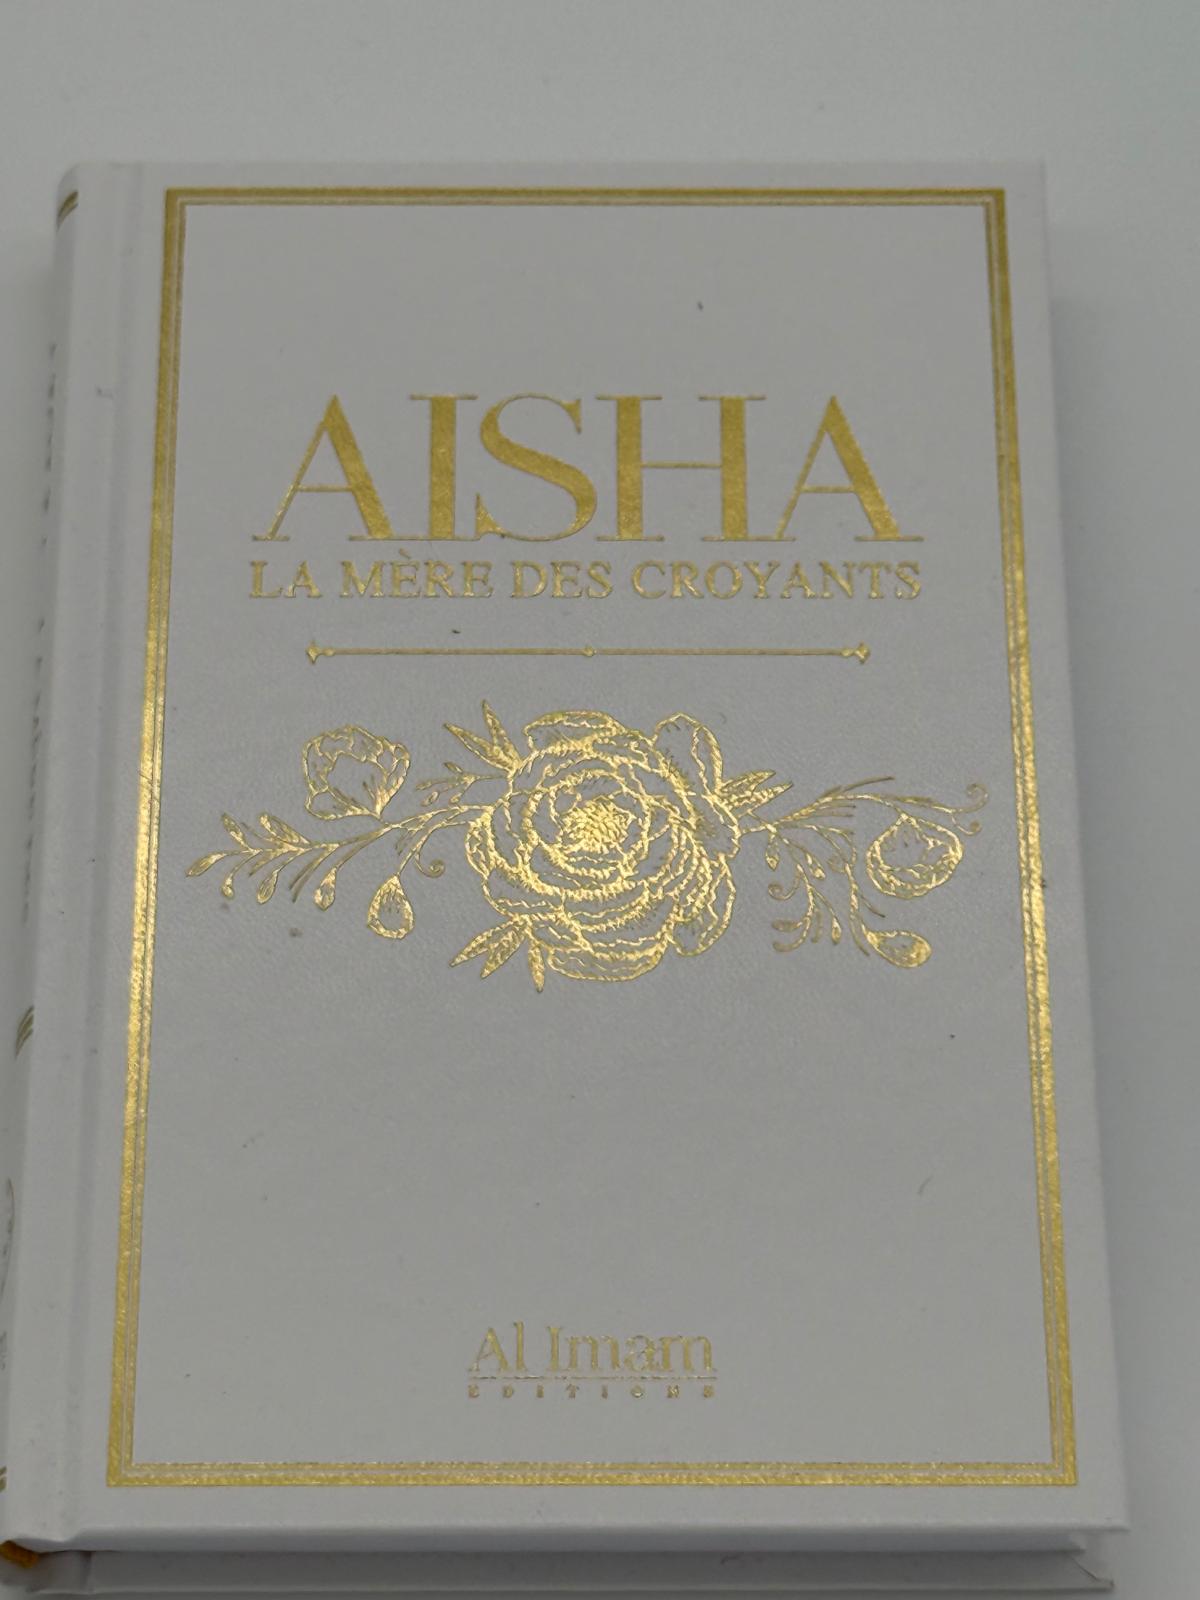 AISHA
LA MÈRE DES CROYANTS
Al Imam
EDITIONS